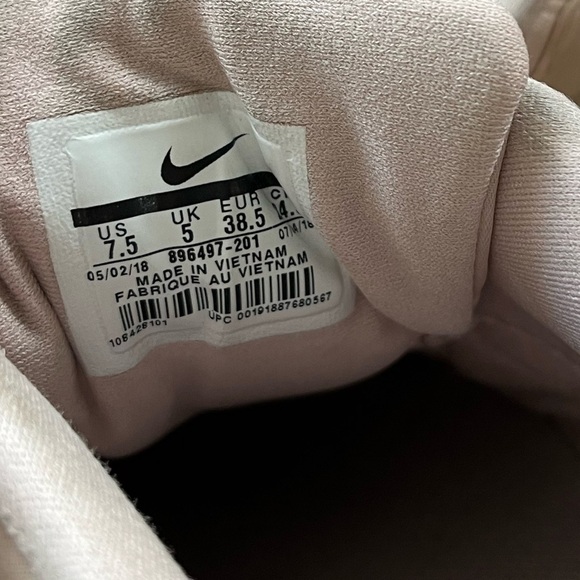 US UK EUR
7.5 5 38.5
896497-201
05/02/18
MADE IN VIETNAM
FABRIQUE AU VIETNAM
UPC 00191887680567